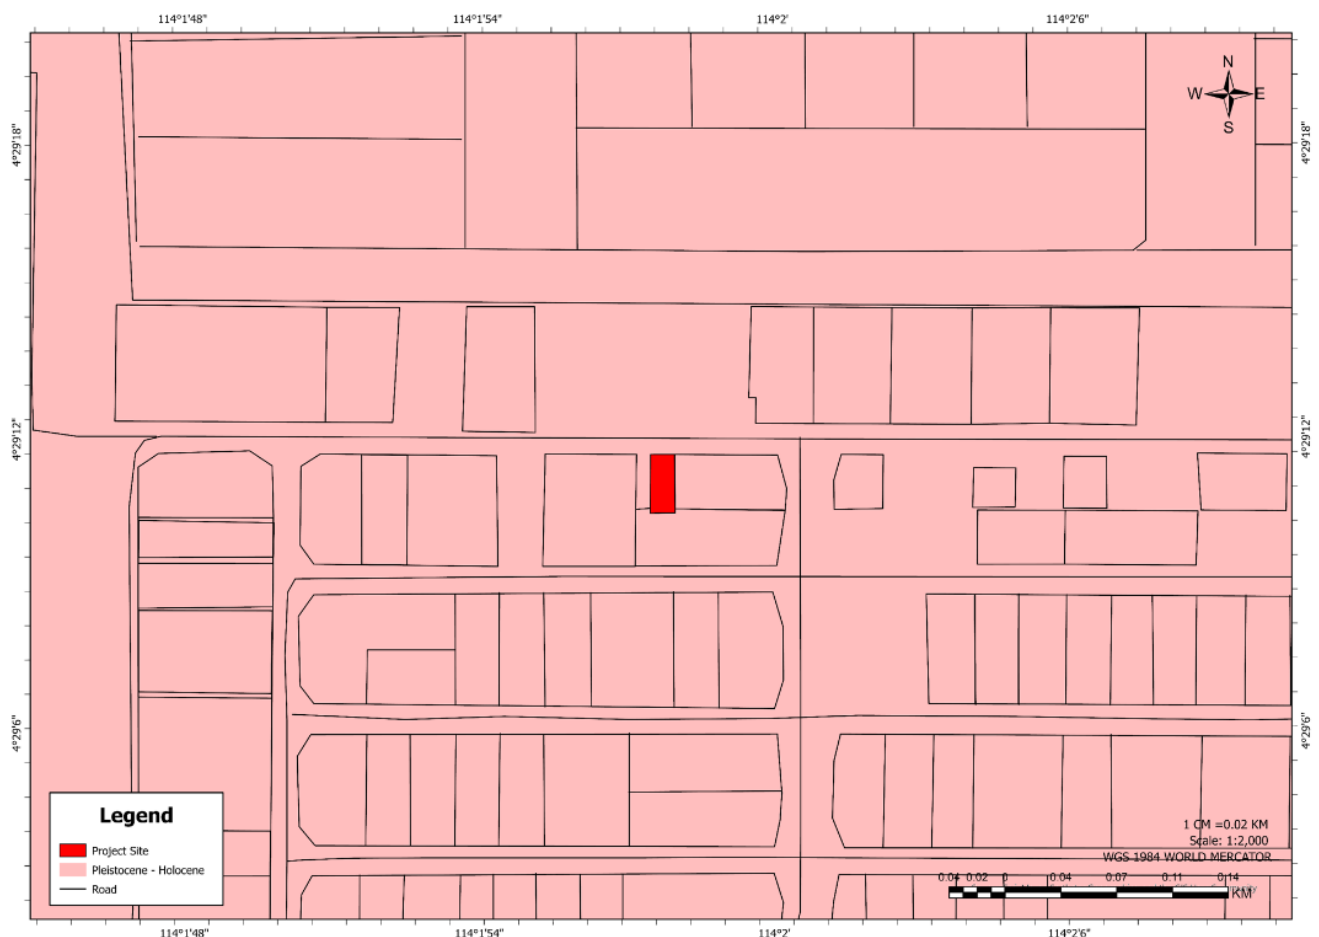 114°1'48" 114°1'54" 114°2' 114°2'6"
N
W E
S
4°29'18" 4°29'18"
4°29'12" 4°29'12"
4°29'6" 4°29'6"
Legend
Project Site
Pleistocene - Holocene
Road
1 CM =0.02 KM
Scale: 1:2,000
WGS 1984 WORLD MERCATOR
0.04 0.02 0 0.04 0.07 0.11 0.14
KM
114°1'48" 114°1'54" 114°2' 114°2'6"